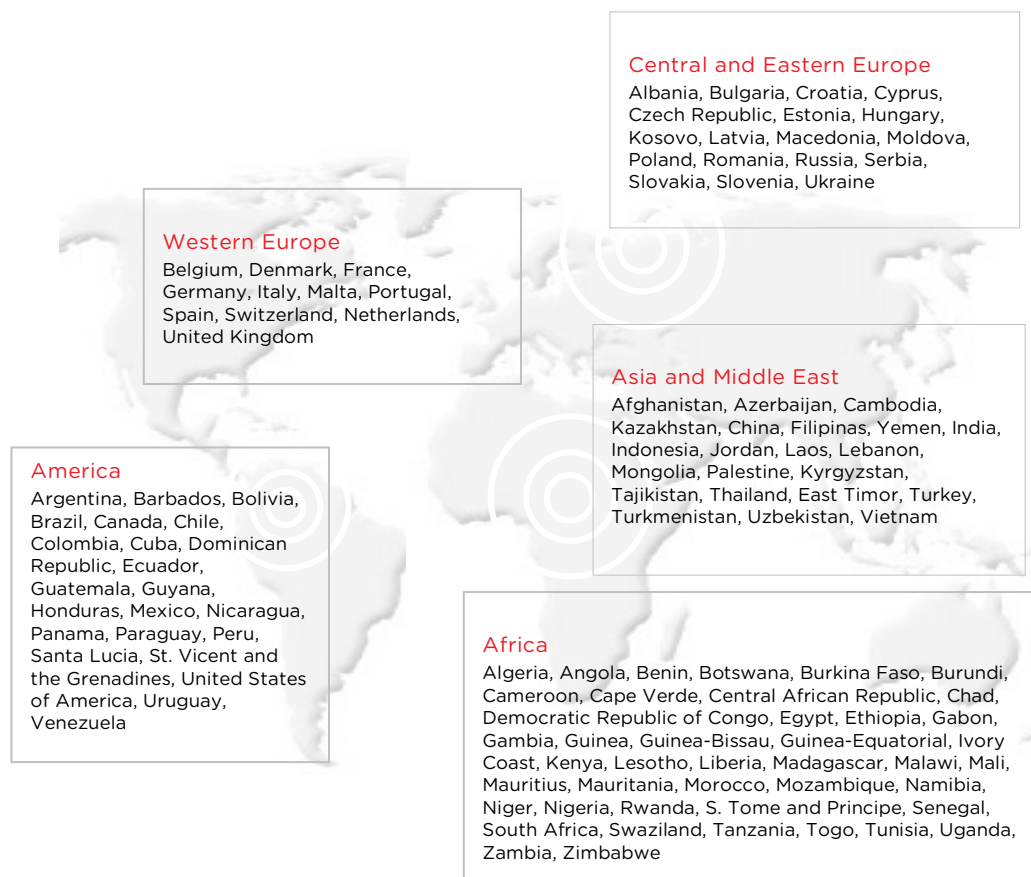 Central and Eastern Europe
Albania, Bulgaria, Croatia, Cyprus,
Czech Republic, Estonia, Hungary,
Kosovo, Latvia, Macedonia, Moldova,
Poland, Romania, Russia, Serbia,
Slovakia, Slovenia, Ukraine
Western Europe
Belgium, Denmark, France,
Germany, Italy, Malta, Portugal,
Spain, Switzerland, Netherlands,
United Kingdom
Asia and Middle East
Afghanistan, Azerbaijan, Cambodia,
Kazakhstan, China, Filipinas, Yemen, India,
Indonesia, Jordan, Laos, Lebanon,
Mongolia, Palestine, Kyrgyzstan,
Tajikistan, Thailand, East Timor, Turkey,
Turkmenistan, Uzbekistan, Vietnam
America
Argentina, Barbados, Bolivia,
Brazil, Canada, Chile,
Colombia, Cuba, Dominican
Republic, Ecuador,
Guatemala, Guyana,
Honduras, Mexico, Nicaragua,
Panama, Paraguay, Peru,
Santa Lucia, St. Vicent and
the Grenadines, United States
of America, Uruguay,
Venezuela
Africa
Algeria, Angola, Benin, Botswana, Burkina Faso, Burundi,
Cameroon, Cape Verde, Central African Republic, Chad,
Democratic Republic of Congo, Egypt, Ethiopia, Gabon,
Gambia, Guinea, Guinea-Bissau, Guinea-Equatorial, Ivory
Coast, Kenya, Lesotho, Liberia, Madagascar, Malawi, Mali,
Mauritius, Mauritania, Morocco, Mozambique, Namibia,
Niger, Nigeria, Rwanda, S. Tome and Principe, Senegal,
South Africa, Swaziland, Tanzania, Togo, Tunisia, Uganda,
Zambia, Zimbabwe